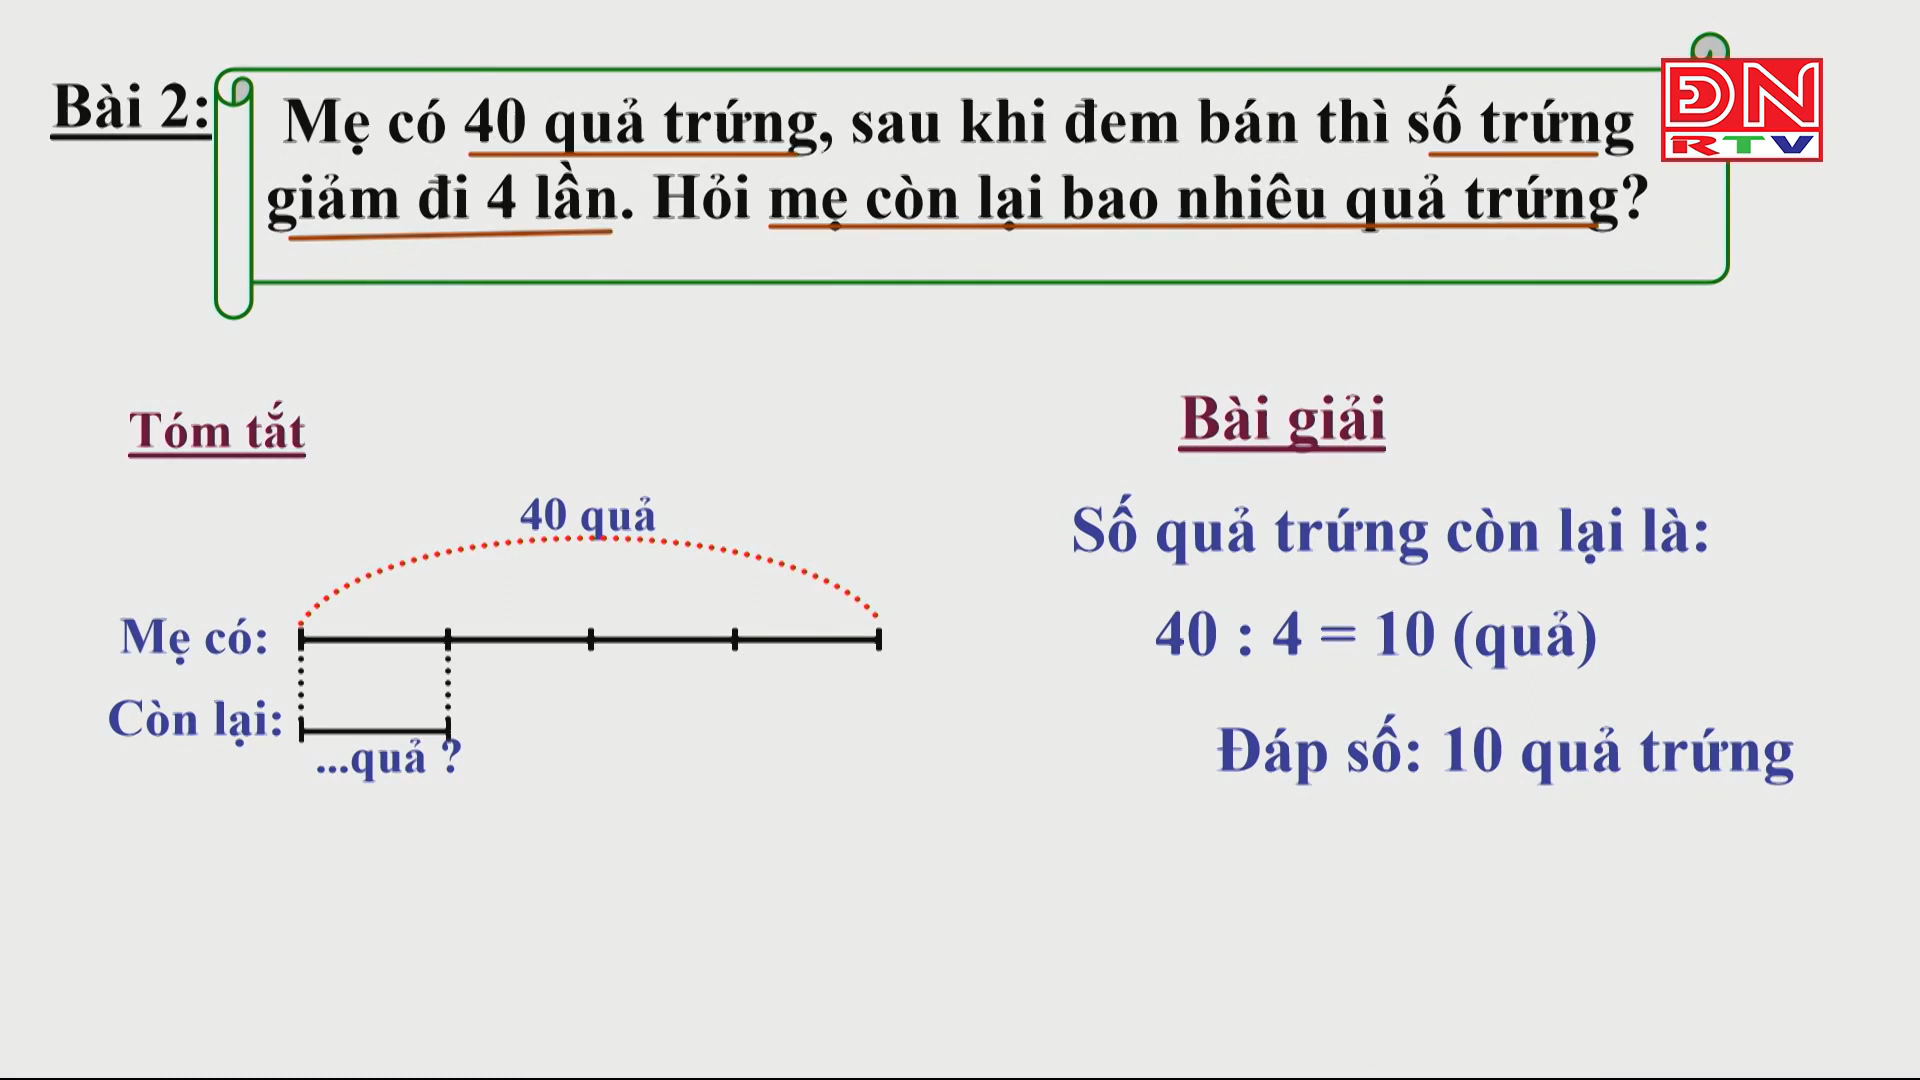 Bài 2:
Mẹ có 40 quả trứng, sau khi đem bán thì số trứng
giảm đi 4 lần. Hỏi mẹ còn lại bao nhiêu quả trứng?
ĐN
RTV
Tóm tắt
40 quả
Mẹ có:
Còn lại:
...quả ?
Bài giải
Số quả trứng còn lại là:
40 : 4 = 10 (quả)
Đáp số: 10 quả trứng